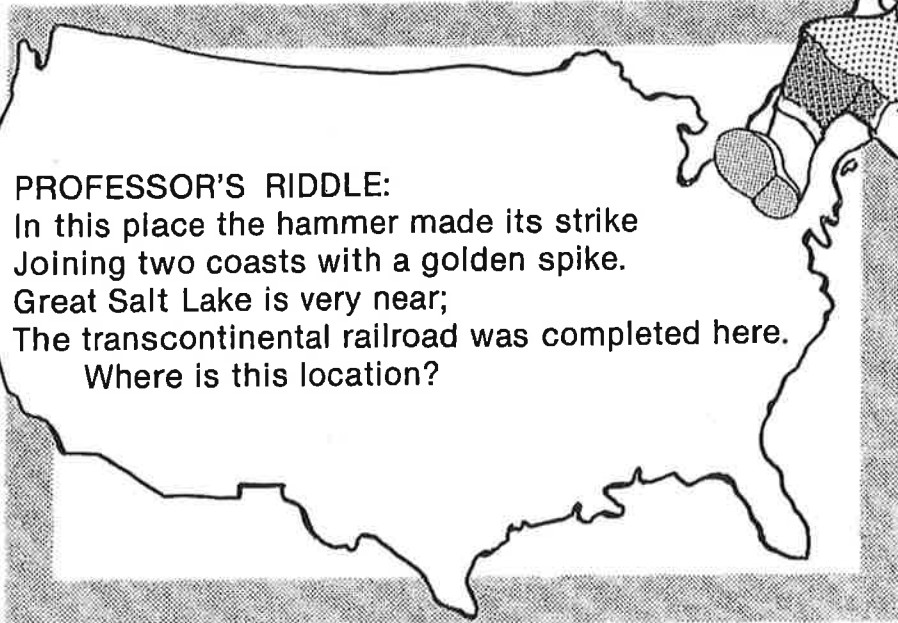 PROFESSOR'S RIDDLE:
In this place the hammer made its strike
Joining two coasts with a golden spike.
Great Salt Lake is very near;
The transcontinental railroad was completed here.
Where is this location?